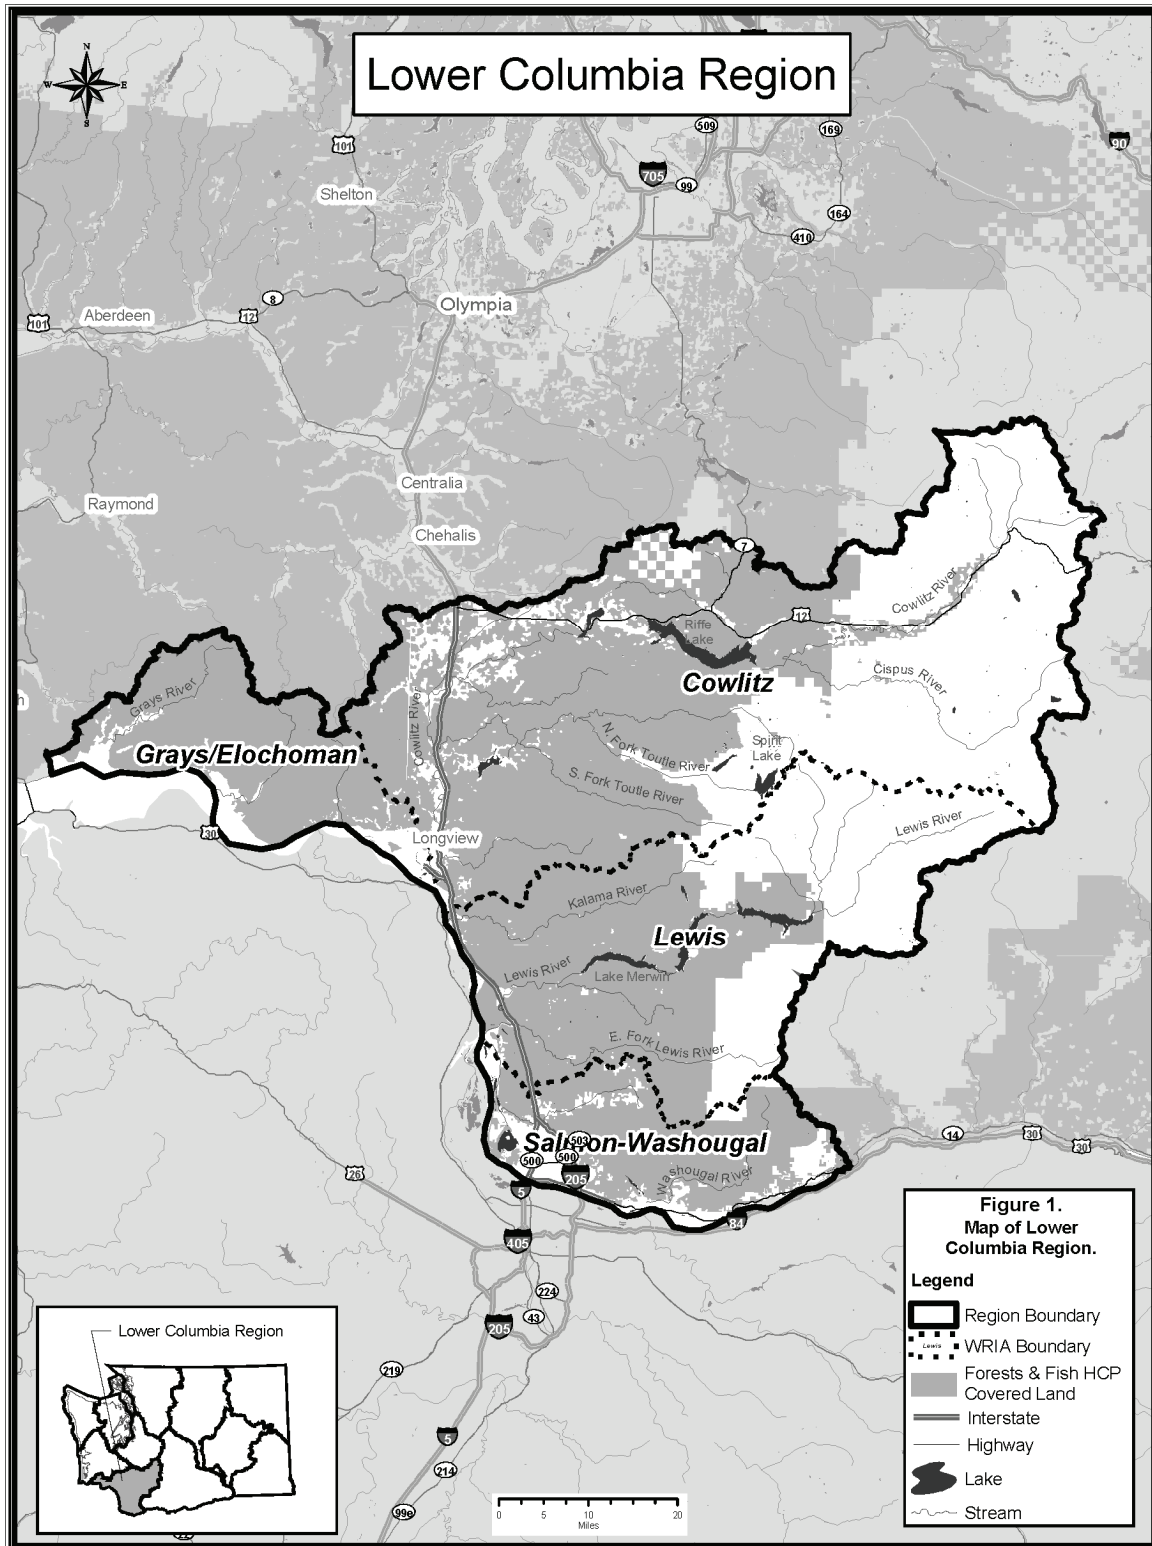 Lower Columbia Region
N
W
E
S
101
509
169
90
705
99
Shelton
164
410
8
Olympia
101
Aberdeen
12
Centralia
Raymond
Chehalis
7
Cowlitz River
12
Riffe
Lake
Cispus River
Grays River
Cowlitz
Cowlitz River
N. Fork Toutle River
Spirit
Lake
Grays/Elochoman
S. Fork Toutle River
30
Longview
Lewis River
Kalama River
Lewis
Lewis River
Lake Merwin
E. Fork Lewis River
Salmon-Washougal
503
500
500
14
30
30
26
5
205
Washougal River
84
405
224
43
205
219
5
214
99e
Figure 1.
Map of Lower
Columbia Region.
Legend
Region Boundary
Lewis
WRIA Boundary
Forests & Fish HCP
Covered Land
Interstate
Highway
Lake
Stream
Lower Columbia Region
0 5 10 20
Miles